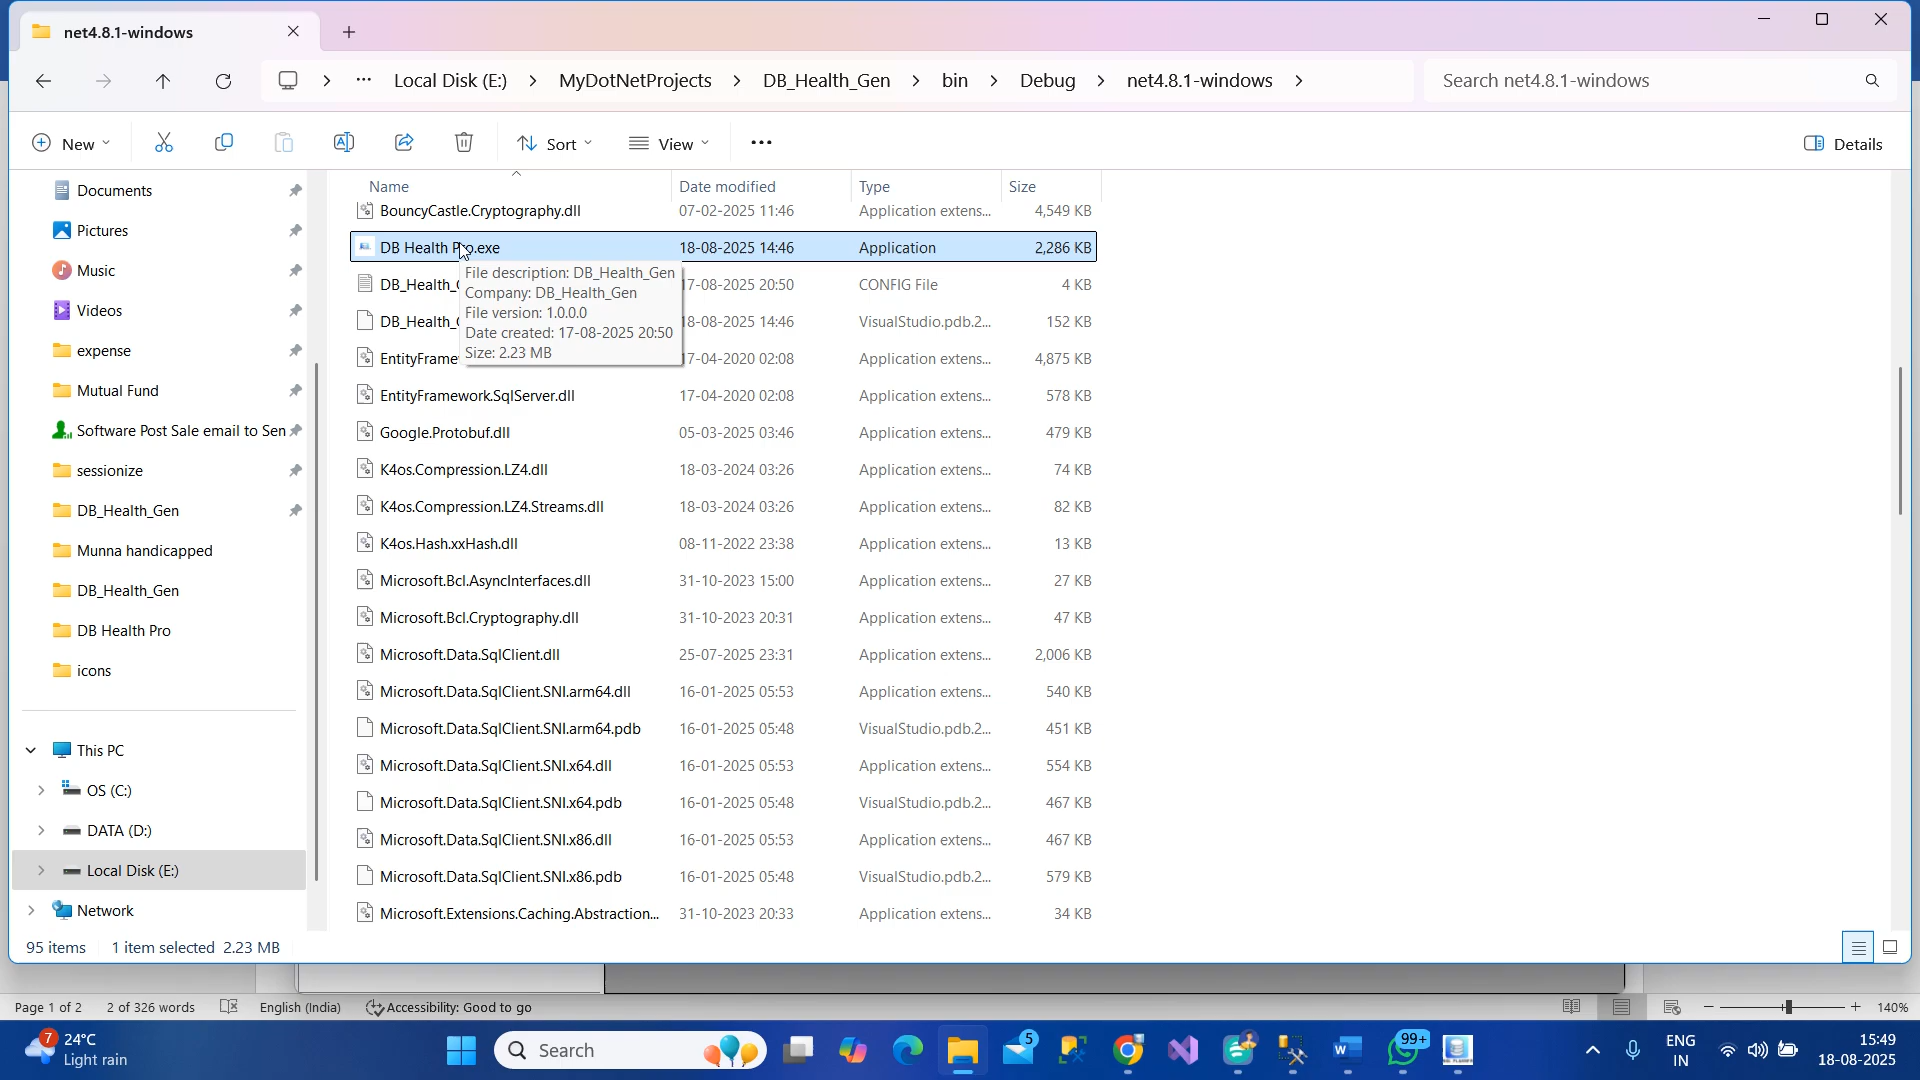 net4.8.1-windows
Local Disk (E:) > MyDotNetProjects > DB_Health_Gen > bin > Debug > net4.8.1-windows >
Search net4.8.1-windows
New
Sort
View
Details
Name Date modified Type Size
Documents
Pictures
Music
Videos
expense
Mutual Fund
Software Post Sale email to Sen
sessionize
DB_Health_Gen
Munna handicapped
DB_Health_Gen
DB Health Pro
icons
This PC
OS (C:)
DATA (D:)
Local Disk (E:)
Network
BouncyCastle.Cryptography.dll 07-02-2025 11:46 Application extens... 4,549 KB
DB Health Pro.exe 18-08-2025 14:46 Application 2,286 KB
DB_Health_ 17-08-2025 20:50 CONFIG File 4 KB
DB_Health_ 18-08-2025 14:46 VisualStudio.pdb.2... 152 KB
EntityFrame 17-04-2020 02:08 Application extens... 4,875 KB
EntityFramework.SqlServer.dll 17-04-2020 02:08 Application extens... 578 KB
Google.Protobuf.dll 05-03-2025 03:46 Application extens... 479 KB
K4os.Compression.LZ4.dll 18-03-2024 03:26 Application extens... 74 KB
K4os.Compression.LZ4.Streams.dll 18-03-2024 03:26 Application extens... 82 KB
K4os.Hash.xxHash.dll 08-11-2022 23:38 Application extens... 13 KB
Microsoft.Bcl.AsyncInterfaces.dll 31-10-2023 15:00 Application extens... 27 KB
Microsoft.Bcl.Cryptography.dll 31-10-2023 20:31 Application extens... 47 KB
Microsoft.Data.SqlClient.dll 25-07-2025 23:31 Application extens... 2,006 KB
Microsoft.Data.SqlClient.SNI.arm64.dll 16-01-2025 05:53 Application extens... 540 KB
Microsoft.Data.SqlClient.SNI.arm64.pdb 16-01-2025 05:48 VisualStudio.pdb.2... 451 KB
Microsoft.Data.SqlClient.SNI.x64.dll 16-01-2025 05:53 Application extens... 554 KB
Microsoft.Data.SqlClient.SNI.x64.pdb 16-01-2025 05:48 VisualStudio.pdb.2... 467 KB
Microsoft.Data.SqlClient.SNI.x86.dll 16-01-2025 05:53 Application extens... 467 KB
Microsoft.Data.SqlClient.SNI.x86.pdb 16-01-2025 05:48 VisualStudio.pdb.2... 579 KB
Microsoft.Extensions.Caching.Abstraction... 31-10-2023 20:33 Application extens... 34 KB
File description: DB_Health_Gen
Company: DB_Health_Gen
File version: 1.0.0.0
Date created: 17-08-2025 20:50
Size: 2.23 MB
95 items 1 item selected 2.23 MB
Page 1 of 2 2 of 326 words English (India) Accessibility: Good to go 140%
7
24°C
Light rain
Search
5
99+
ENG
IN
15:49
18-08-2025